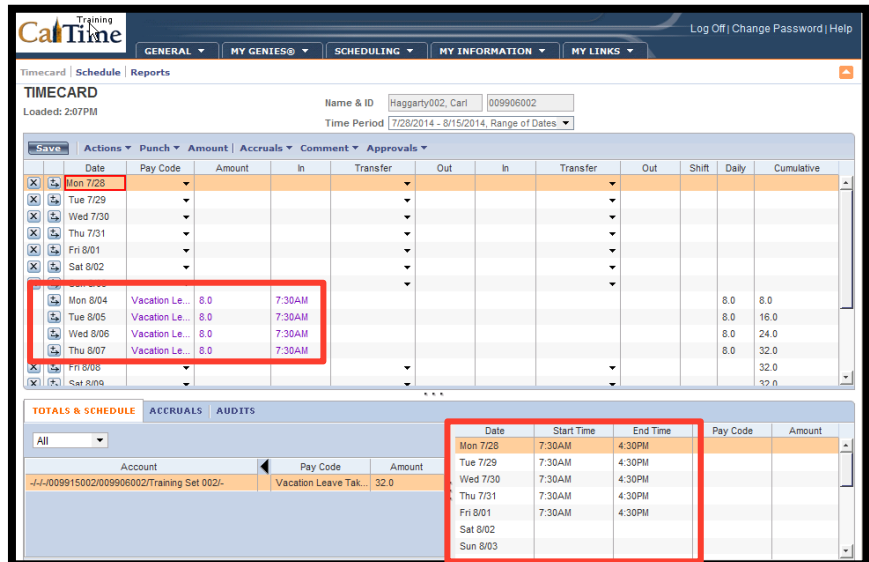 Training
CalTime
Log Off | Change Password | Help
GENERAL MY GENIES® SCHEDULING MY INFORMATION MY LINKS
Timecard | Schedule | Reports
TIMECARD
Loaded: 2:07PM
Name & ID Haggarty002, Carl 009906002
Time Period 7/28/2014 - 8/15/2014, Range of Dates
Save Actions Punch Amount | Accruals Comment Approvals
Date Pay Code Amount In Transfer Out In Transfer Out Shift Daily Cumulative
Mon 7/28
Tue 7/29
Wed 7/30
Thu 7/31
Fri 8/01
Sat 8/02
Mon 8/04 Vacation Le... 8.0 7:30AM 8.0 8.0
Tue 8/05 Vacation Le... 8.0 7:30AM 8.0 16.0
Wed 8/06 Vacation Le... 8.0 7:30AM 8.0 24.0
Thu 8/07 Vacation Le... 8.0 7:30AM 8.0 32.0
Fri 8/08 32.0
Sat 8/09 32.0
TOTALS & SCHEDULE ACCRUALS | AUDITS
All
Account Pay Code Amount
-/-/-/009915002/009906002/Training Set 002/- Vacation Leave Tak... 32.0
Date Start Time End Time Pay Code Amount
Mon 7/28 7:30AM 4:30PM
Tue 7/29 7:30AM 4:30PM
Wed 7/30 7:30AM 4:30PM
Thu 7/31 7:30AM 4:30PM
Fri 8/01 7:30AM 4:30PM
Sat 8/02
Sun 8/03